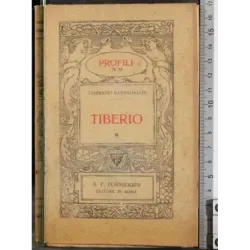 PROFILI
TIBERIO
A. F. FORMIGGINI
EDITORE IN ROMA